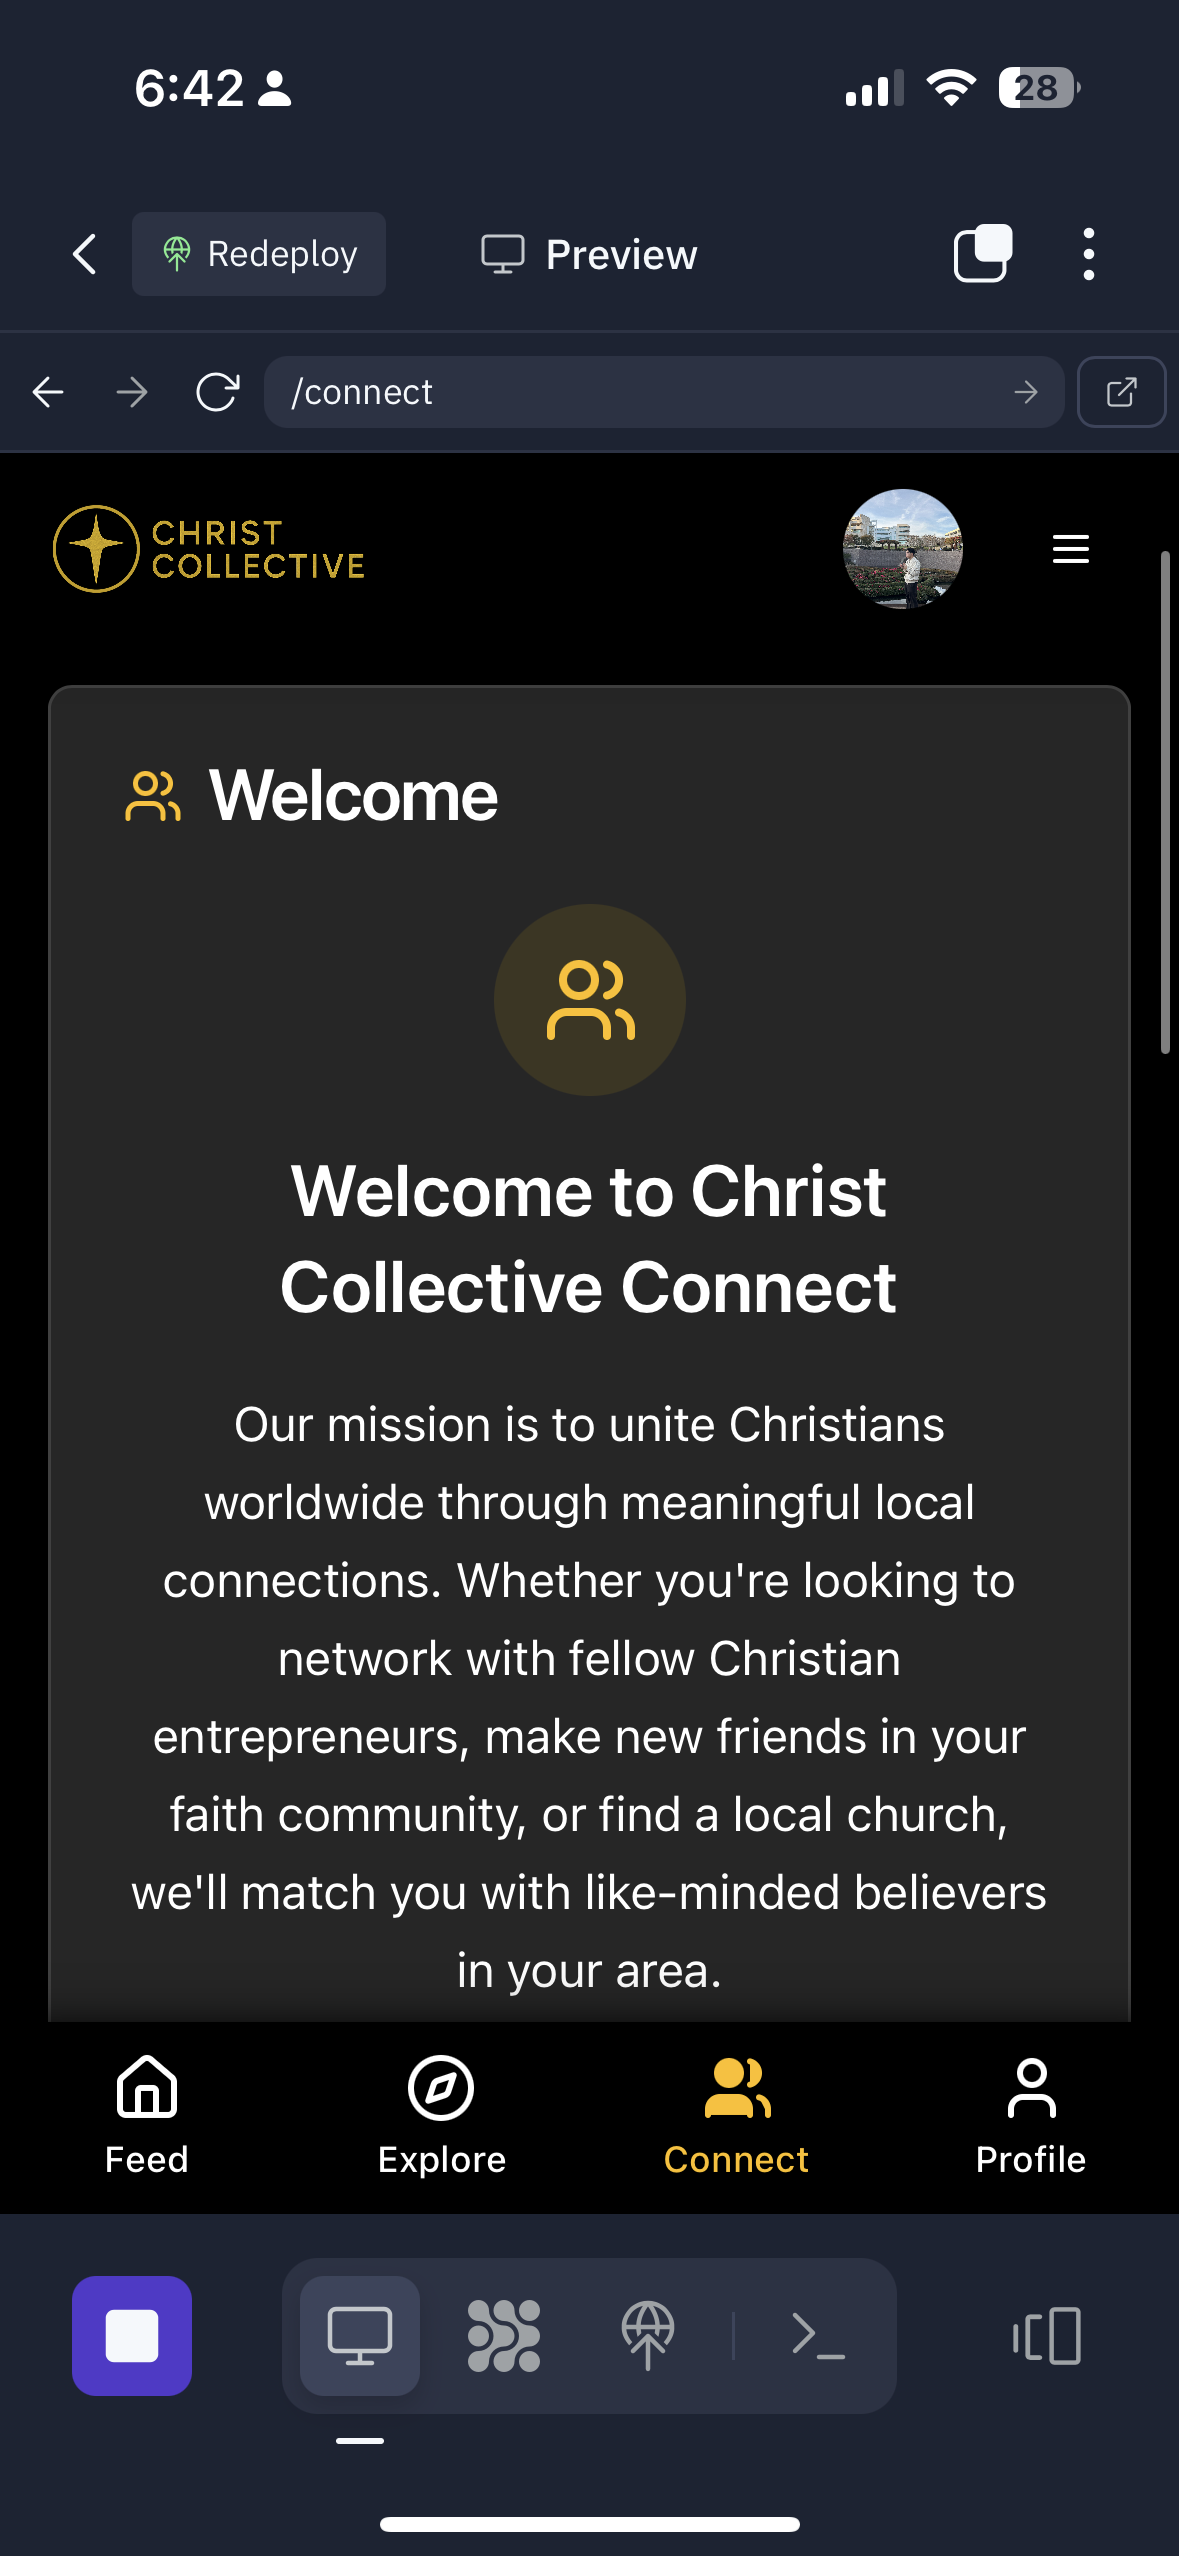 6:42
28
Redeploy
Preview
/connect
CHRIST
COLLECTIVE
Welcome
Welcome to Christ
Collective Connect
Our mission is to unite Christians
worldwide through meaningful local
connections. Whether you're looking to
network with fellow Christian
entrepreneurs, make new friends in your
faith community, or find a local church,
we'll match you with like-minded believers
in your area.
Feed
Explore
Connect
Profile